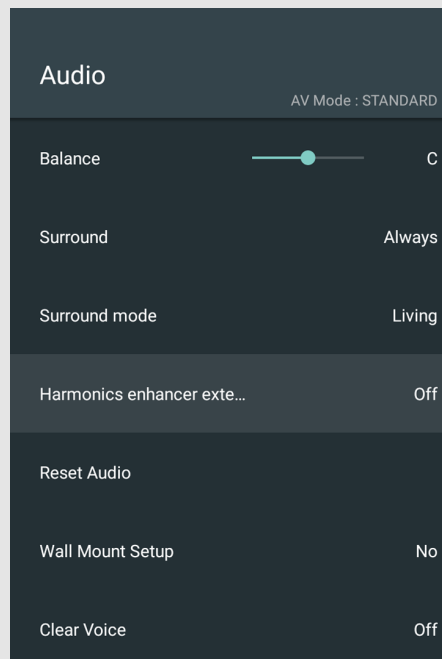 Audio
AV Mode : STANDARD
Balance C
Surround Always
Surround mode Living
Harmonics enhancer exte... Off
Reset Audio
Wall Mount Setup No
Clear Voice Off